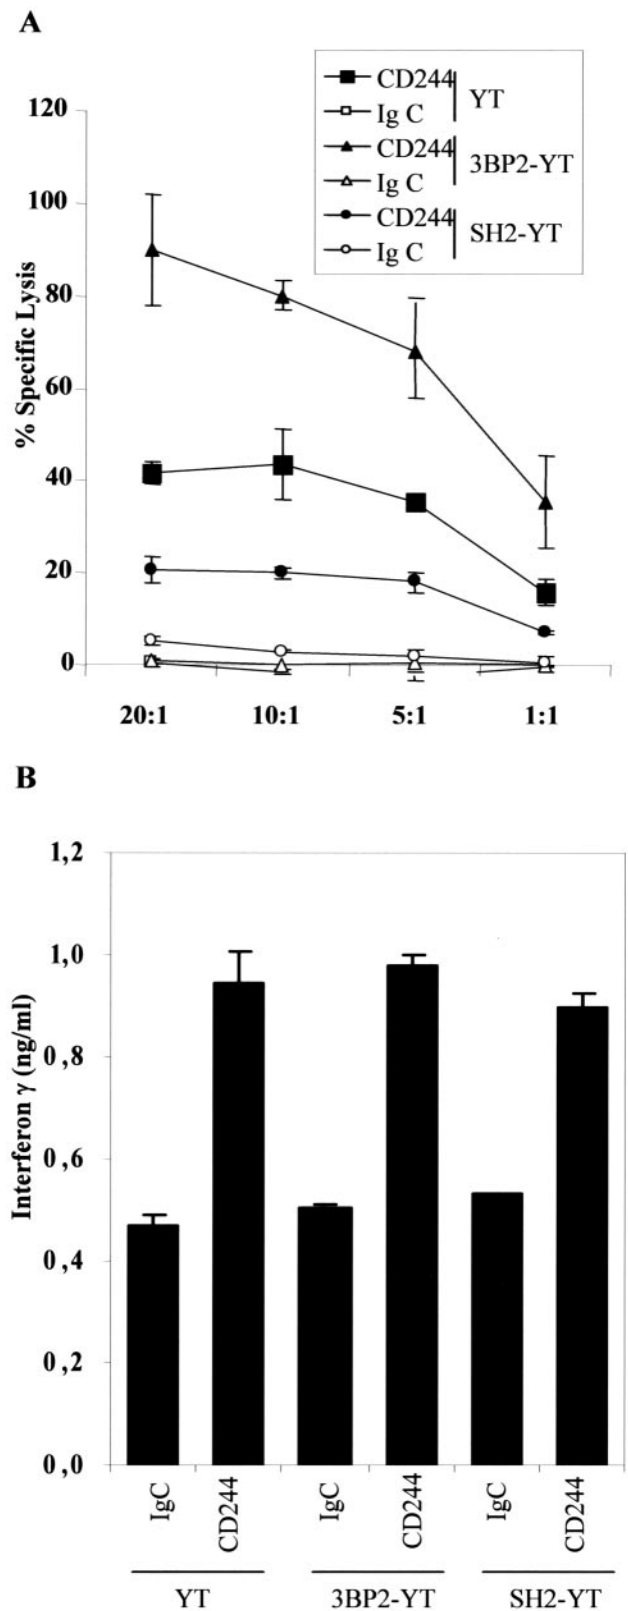 A
CD244
Ig C
YT
CD244
Ig C
3BP2-YT
CD244
Ig C
SH2-YT
120
100
80
60
40
20
0
% Specific Lysis
20:1 10:1 5:1 1:1
B
1,2
1,0
0,8
0,6
0,4
0,2
0,0
Interferon γ (ng/ml)
IgC CD244 IgC CD244 IgC CD244
YT 3BP2-YT SH2-YT